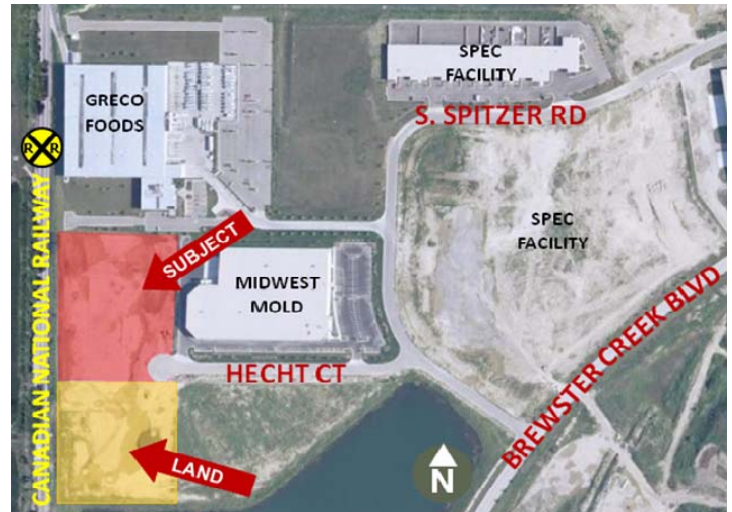 SPEC
FACILITY
GRECO
FOODS
S. SPITZER RD
R R
CANADIAN NATIONAL RAILWAY
SUBJECT
SPEC
FACILITY
MIDWEST
MOLD
HECHT CT
BREWSTER CREEK BLVD
LAND
N